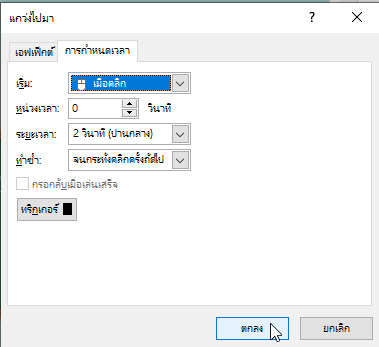 แกว่งไปมา ? ×
เอฟเฟ็กต์ การกำหนดเวลา
เริ่ม: เมื่อคลิก
หน่วงเวลา: 0 วินาที
ระยะเวลา: 2 วินาที (ปานกลาง)
ทำซ้ำ: จนกระทั่งคลิกครั้งถัดไป
กรอกลับเมื่อเล่นเสร็จ
ทริกเกอร์
ตกลง ยกเลิก